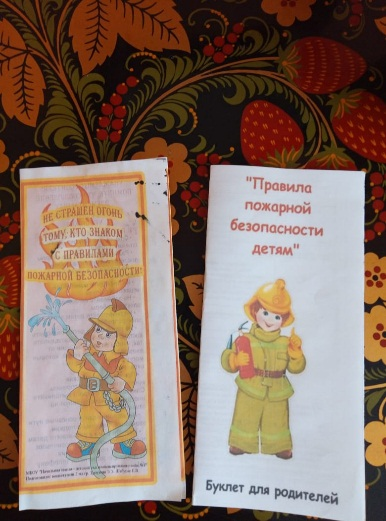 НЕ СТРАШЕН ОГОНЬ
ТОМУ, КТО ЗНАКОМ
С ПРАВИЛАМИ
ПОЖАРНОЙ БЕЗОПАСНОСТИ!
"Правила
пожарной
безопасности
детям"
Буклет для родителей